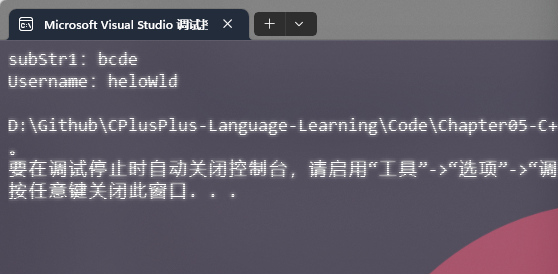 Microsoft Visual Studio 调试
subStr1: bcde
Username: heloWld
D:\Github\CPlusPlus-Language-Learning\Code\Chapter05-C+
。
要在调试停止时自动关闭控制台，请启用“工具”->“选项”->“调
按任意键关闭此窗口. . .